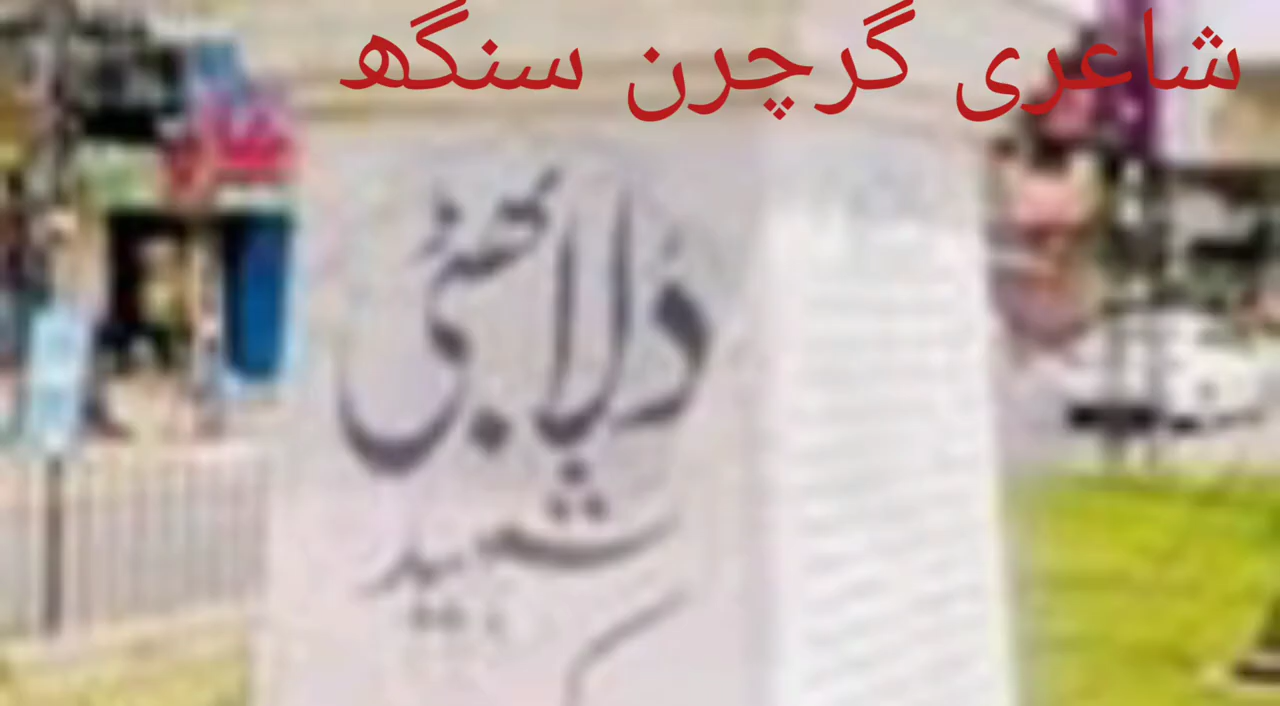 شاعری گرچرن سنگھ
دُلا بھٹی
شہید